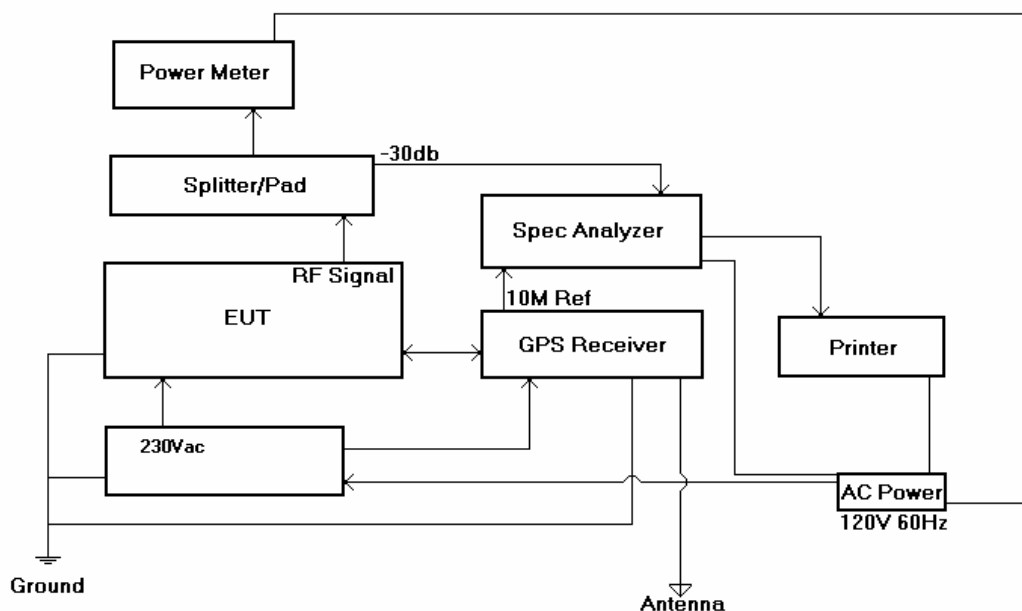 Power Meter
-30db
Splitter/Pad
Spec Analyzer
RF Signal
10M Ref
EUT
GPS Receiver
Printer
230Vac
AC Power
120V 60Hz
Ground
Antenna